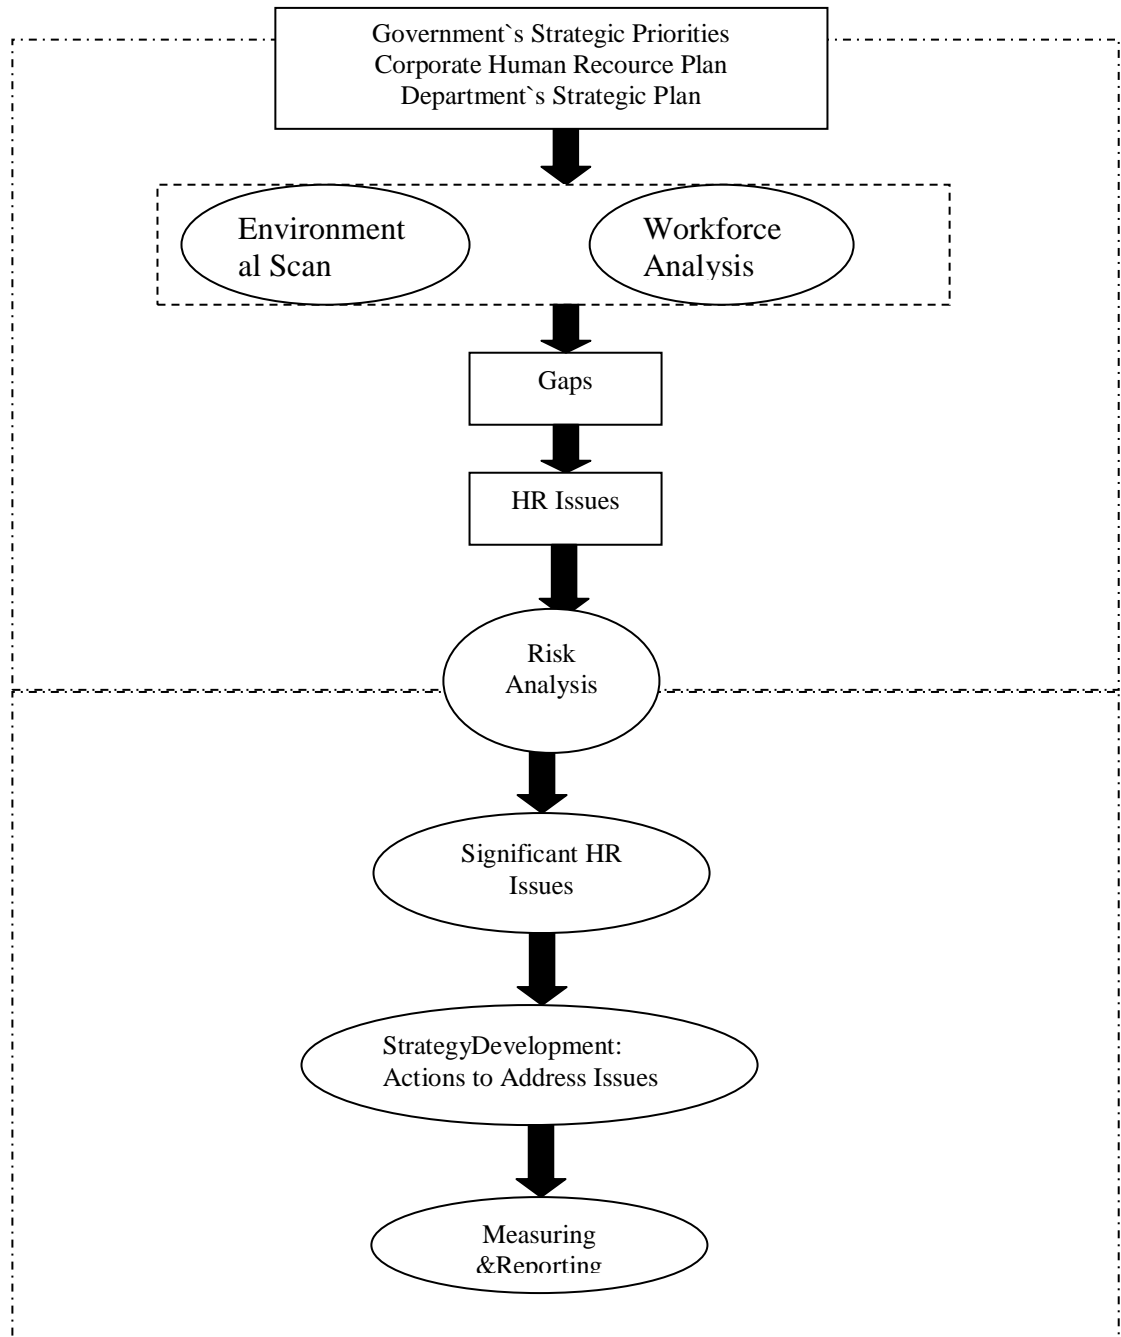 Government`s Strategic Priorities
Corporate Human Recource Plan
Department`s Strategic Plan
Environment
al Scan
Workforce
Analysis
Gaps
HR Issues
Risk
Analysis
Significant HR
Issues
StrategyDevelopment:
Actions to Address Issues
Measuring
&Reporting